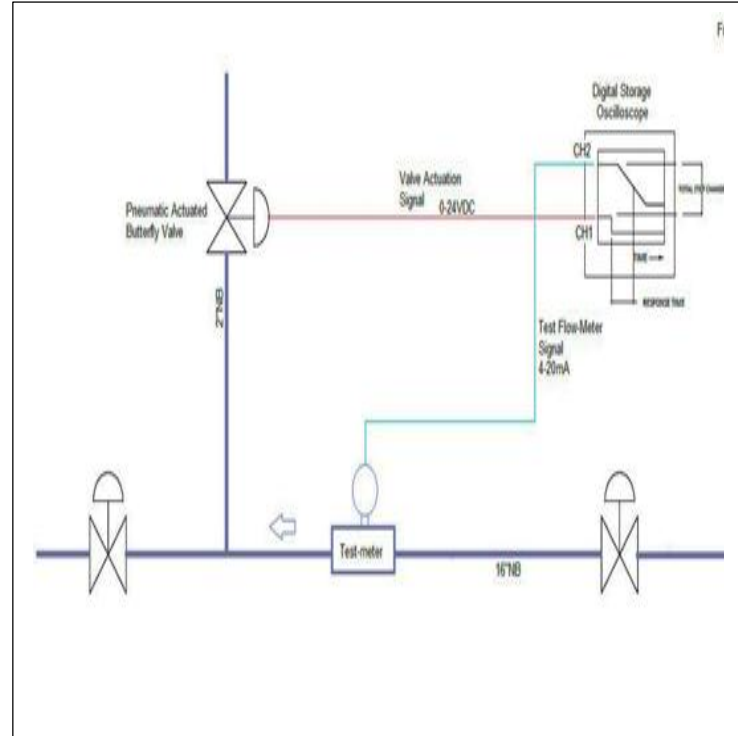 Digital Storage
Oscilloscope
CH2
Valve Actuation
Signal
0-24VDC
Pneumatic Actuated
Butterfly Valve
CH1
TIME
RESPONSE TIME
2"NB
Test Flow-Meter
Signal
4-20mA
Test-meter
16"NB